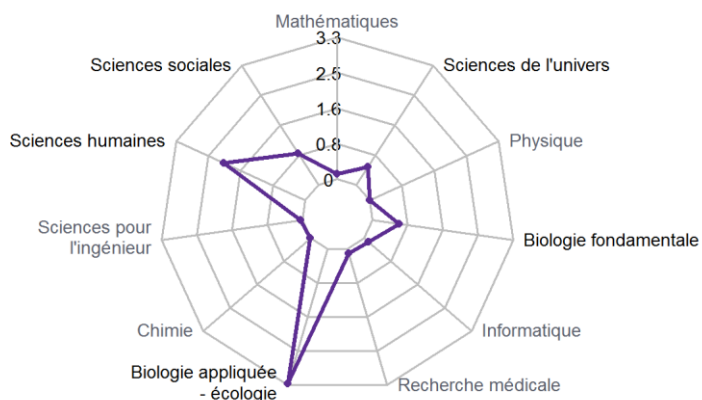 Mathématiques
3.3
Sciences sociales
Sciences de l'univers
2.5
1.6
Sciences humaines
Physique
0.8
0
Sciences pour
l'ingénieur
Biologie fondamentale
Chimie
Informatique
Biologie appliquée
- écologie
Recherche médicale